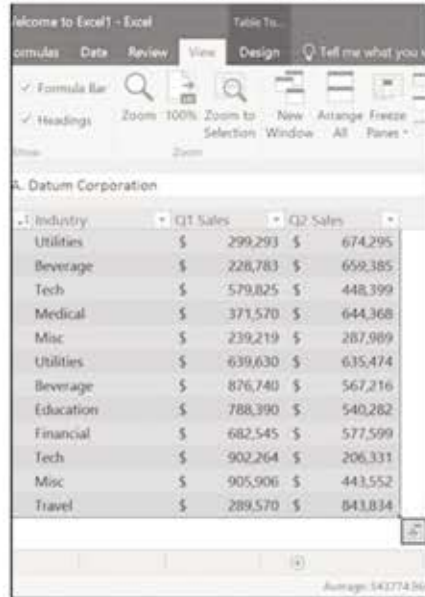 Welcome to Excel1 - Excel Table To...
ormulas Data Review View Design Tell me what you
Formula Bar
Headings
Zoom 100% Zoom to Selection New Window Arrange All Freeze Panes
Show Zoom
A. Datum Corporation
Industry Q1 Sales Q2 Sales
Utilities $ 299,293 $ 674,295
Beverage $ 228,783 $ 659,385
Tech $ 579,825 $ 448,399
Medical $ 371,570 $ 644,368
Misc $ 239,219 $ 287,989
Utilities $ 639,630 $ 635,474
Beverage $ 876,740 $ 567,216
Education $ 788,390 $ 540,282
Financial $ 682,545 $ 577,599
Tech $ 902,264 $ 206,331
Misc $ 905,906 $ 443,552
Travel $ 289,570 $ 843,834
Average: